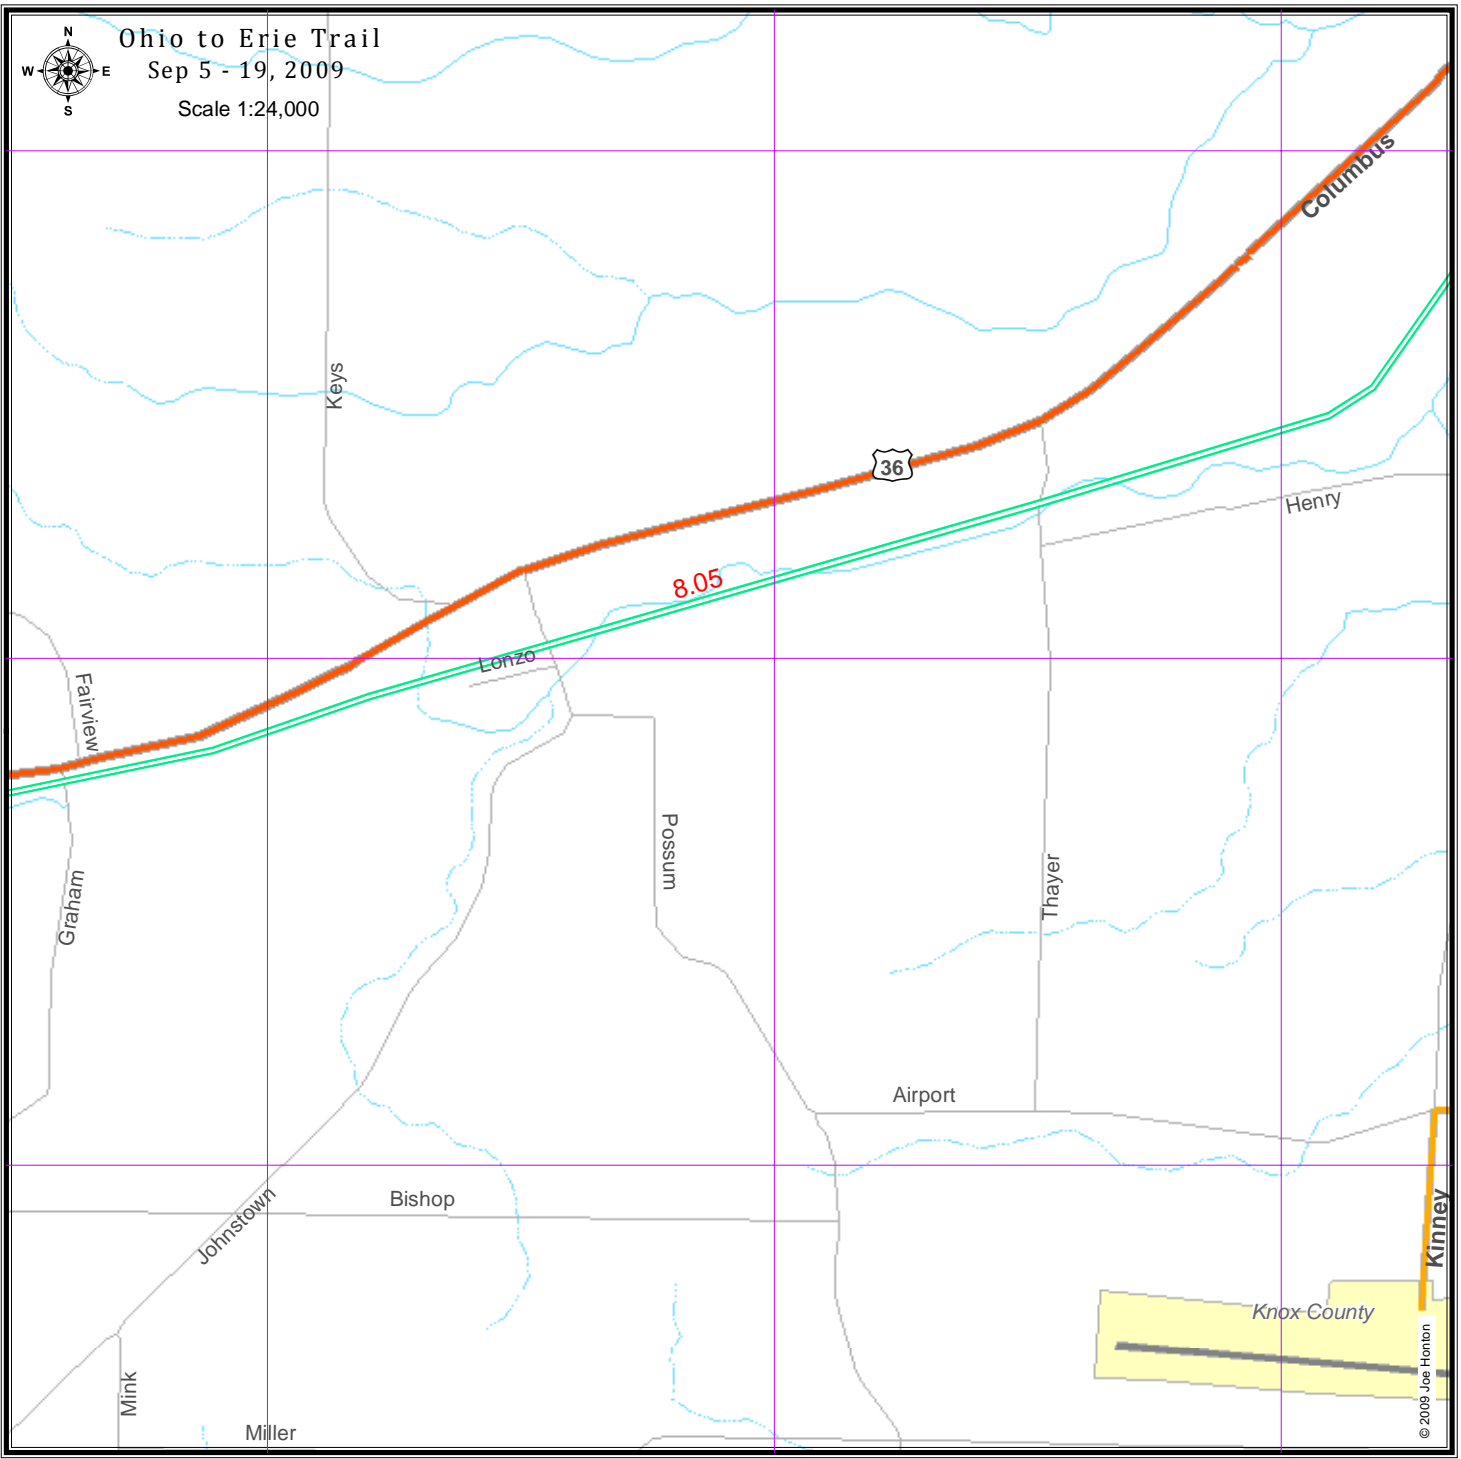 N
W E
S
Ohio to Erie Trail
Sep 5 - 19, 2009
Scale 1:24,000
Columbus
Keys
36
Henry
8.05
Lonzo
Fairview
Possum
Thayer
Graham
Airport
Bishop
Johnstown
Kinney
Knox County
Mink
Miller
© 2009 Joe Honton